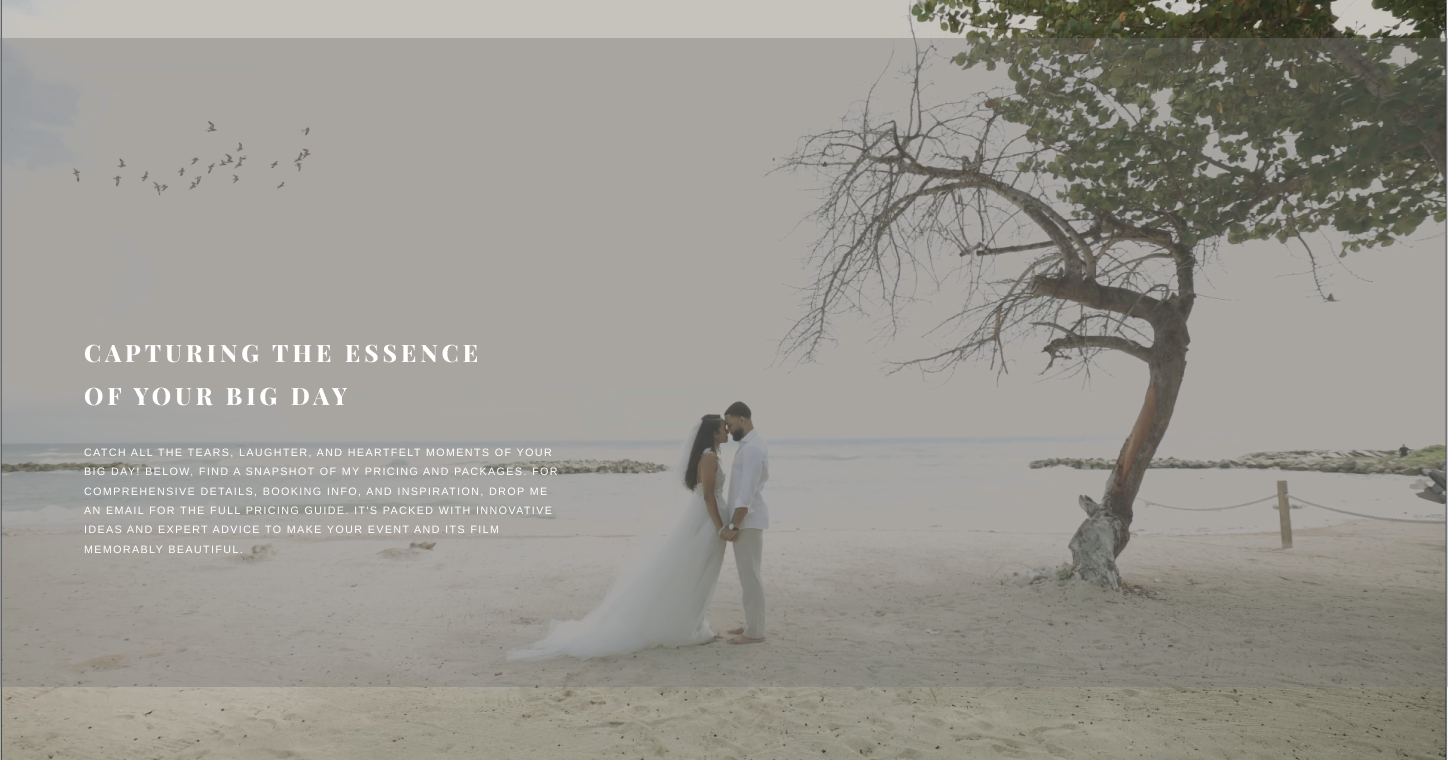 CAPTURING THE ESSENCE
OF YOUR BIG DAY
CATCH ALL THE TEARS, LAUGHTER, AND HEARTFELT MOMENTS OF YOUR
BIG DAY! BELOW, FIND A SNAPSHOT OF MY PRICING AND PACKAGES. FOR
COMPREHENSIVE DETAILS, BOOKING INFO, AND INSPIRATION, DROP ME
AN EMAIL FOR THE FULL PRICING GUIDE. IT'S PACKED WITH INNOVATIVE
IDEAS AND EXPERT ADVICE TO MAKE YOUR EVENT AND ITS FILM
MEMORABLY BEAUTIFUL.